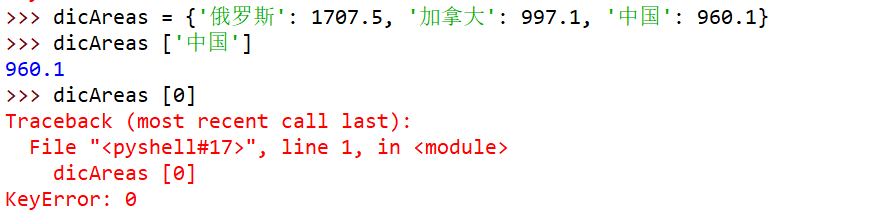 >>> dicAreas = {'俄罗斯': 1707.5, '加拿大': 997.1, '中国': 960.1}
>>> dicAreas ['中国']
960.1
>>> dicAreas [0]
Traceback (most recent call last):
  File "<pyshell#17>", line 1, in <module>
    dicAreas [0]
KeyError: 0